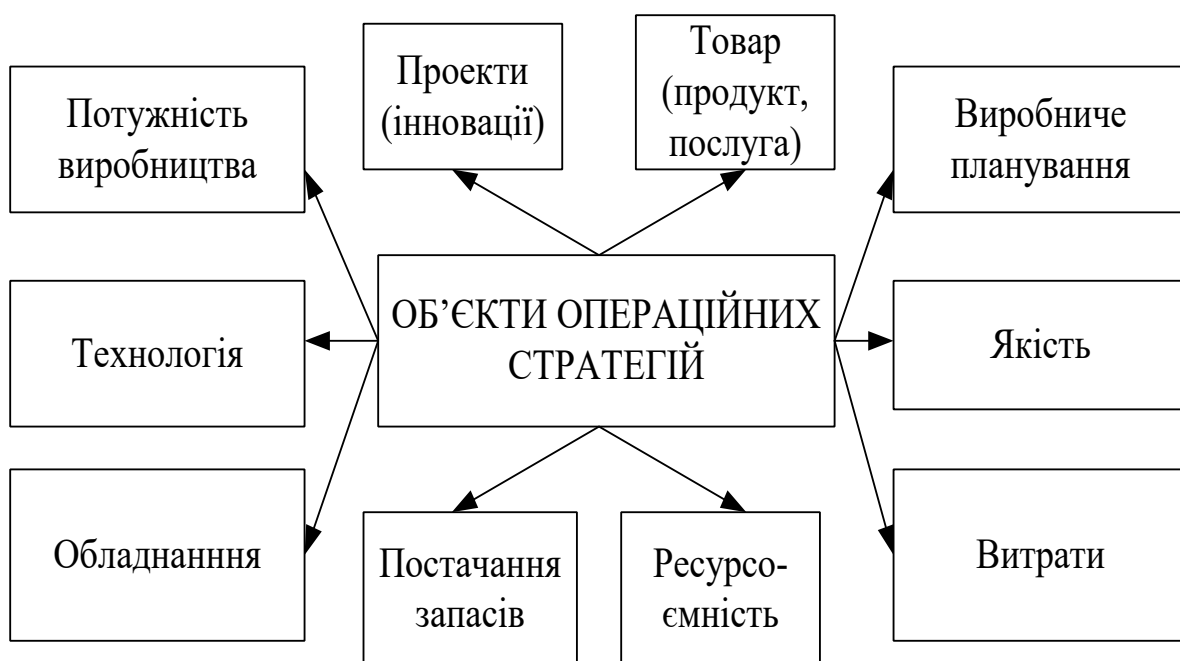 Потужність
виробництва
Проекти
(інновації)
Товар
(продукт,
послуга)
Виробниче
планування
Технологія
ОБ’ЄКТИ ОПЕРАЦІЙНИХ
СТРАТЕГІЙ
Якість
Обладнанння
Постачання
запасів
Ресурсо-
ємність
Витрати